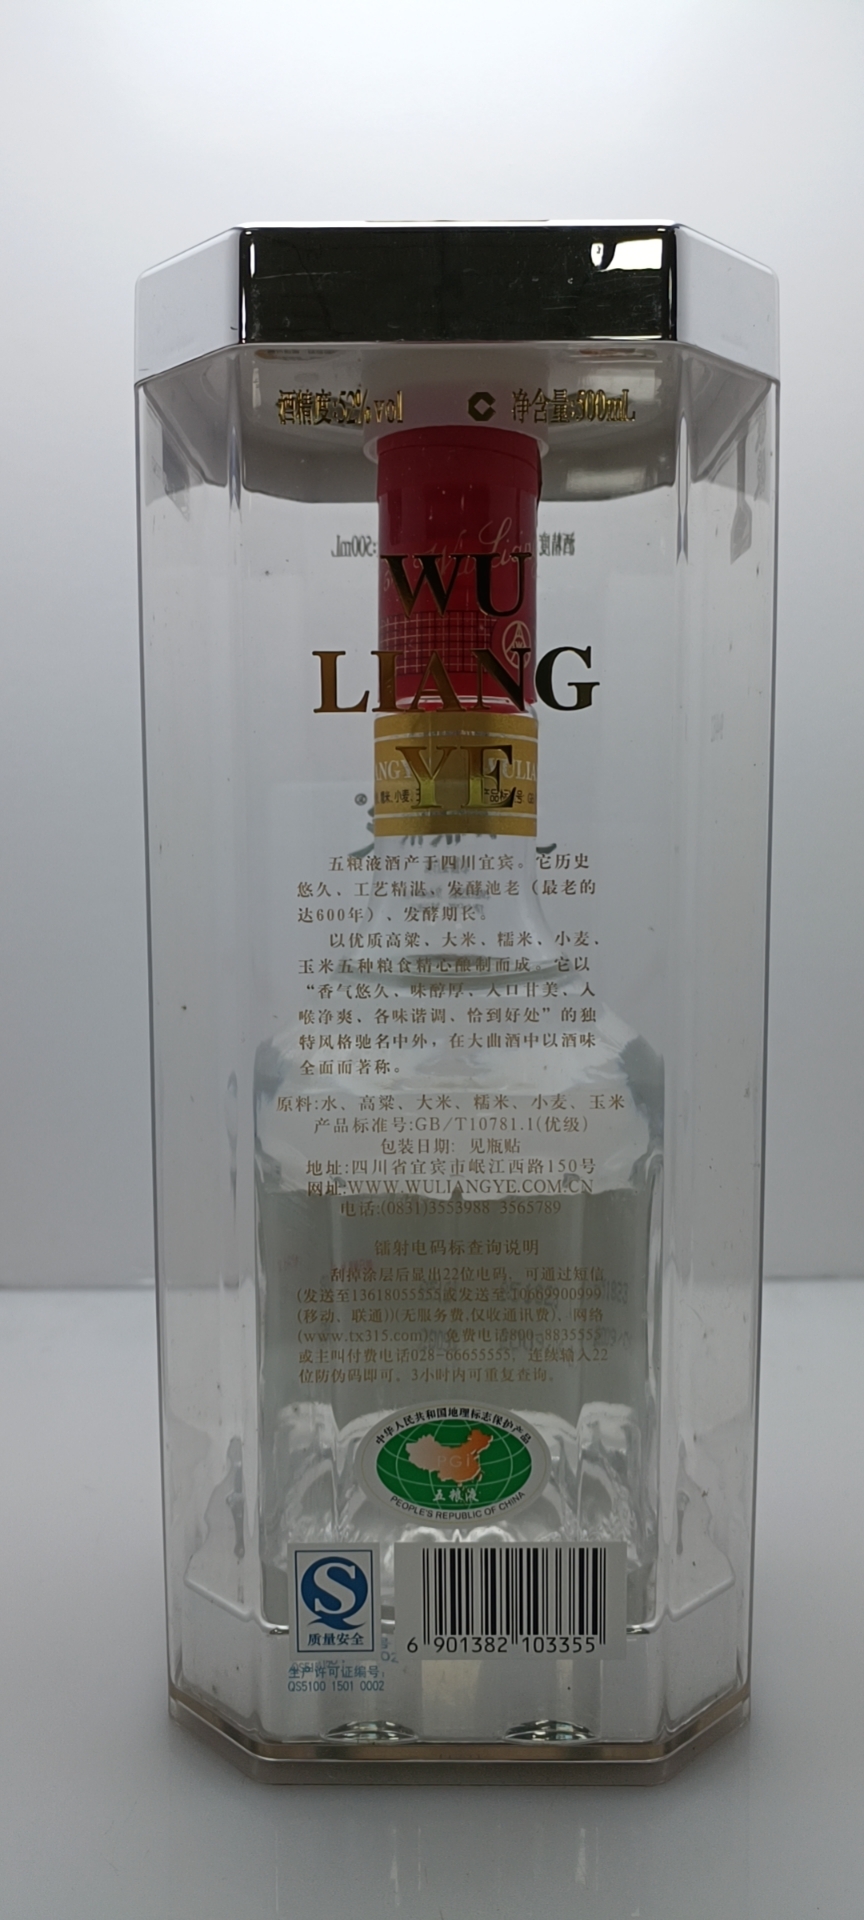 酒精度:52%vol 净含量:500mL
WU
LIANG
YE
五粮液酒产于四川宜宾。它历史
悠久、工艺精湛、发酵池老（最老的
达600年）、发酵期长。
以优质高粱、大米、糯米、小麦、
玉米五种粮食精心酿制而成。它以
“香气悠久、味醇厚、入口甘美、入
喉净爽、各味谐调、恰到好处”的独
特风格驰名中外，在大曲酒中以酒味
全面而著称。
原料:水、高粱、大米、糯米、小麦、玉米
产品标准号:GB/T10781.1(优级)
包装日期: 见瓶贴
地址:四川省宜宾市岷江西路150号
网址:WWW.WULIANGYE.COM.CN
电话:(0831)3553988 3565789
镭射电码标查询说明
刮掉涂层后显出22位电码，可通过短信
(发送至13618055555或发送至10669900999
(移动、联通))(无服务费,仅收通讯费)、网络
(www.tx315.com)、免费电话800-8835555
或主叫付费电话028-66655555，连续输入22
位防伪码即可。3小时内可重复查询。
中华人民共和国地理标志保护产品
PGI
五粮液
PEOPLE'S REPUBLIC OF CHINA
质量安全
生产许可证编号:
QS5100 1501 0002
6 901382 103355